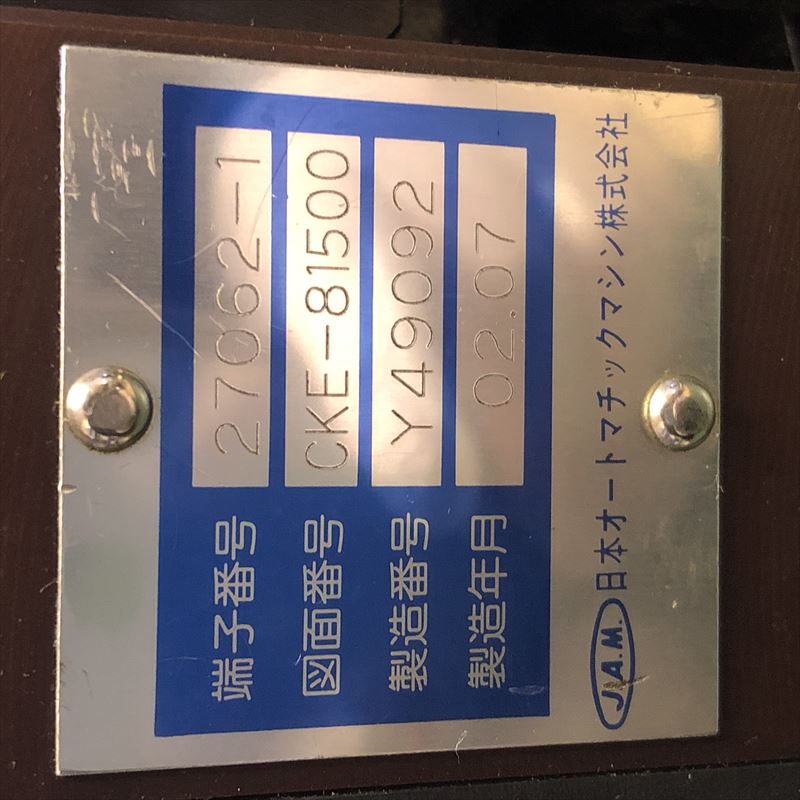 端子番号 27062-1
図面番号 CKE-81500
製造番号 Y49092
製造年月 02.07
J.A.M. 日本オートマチックマシン株式会社